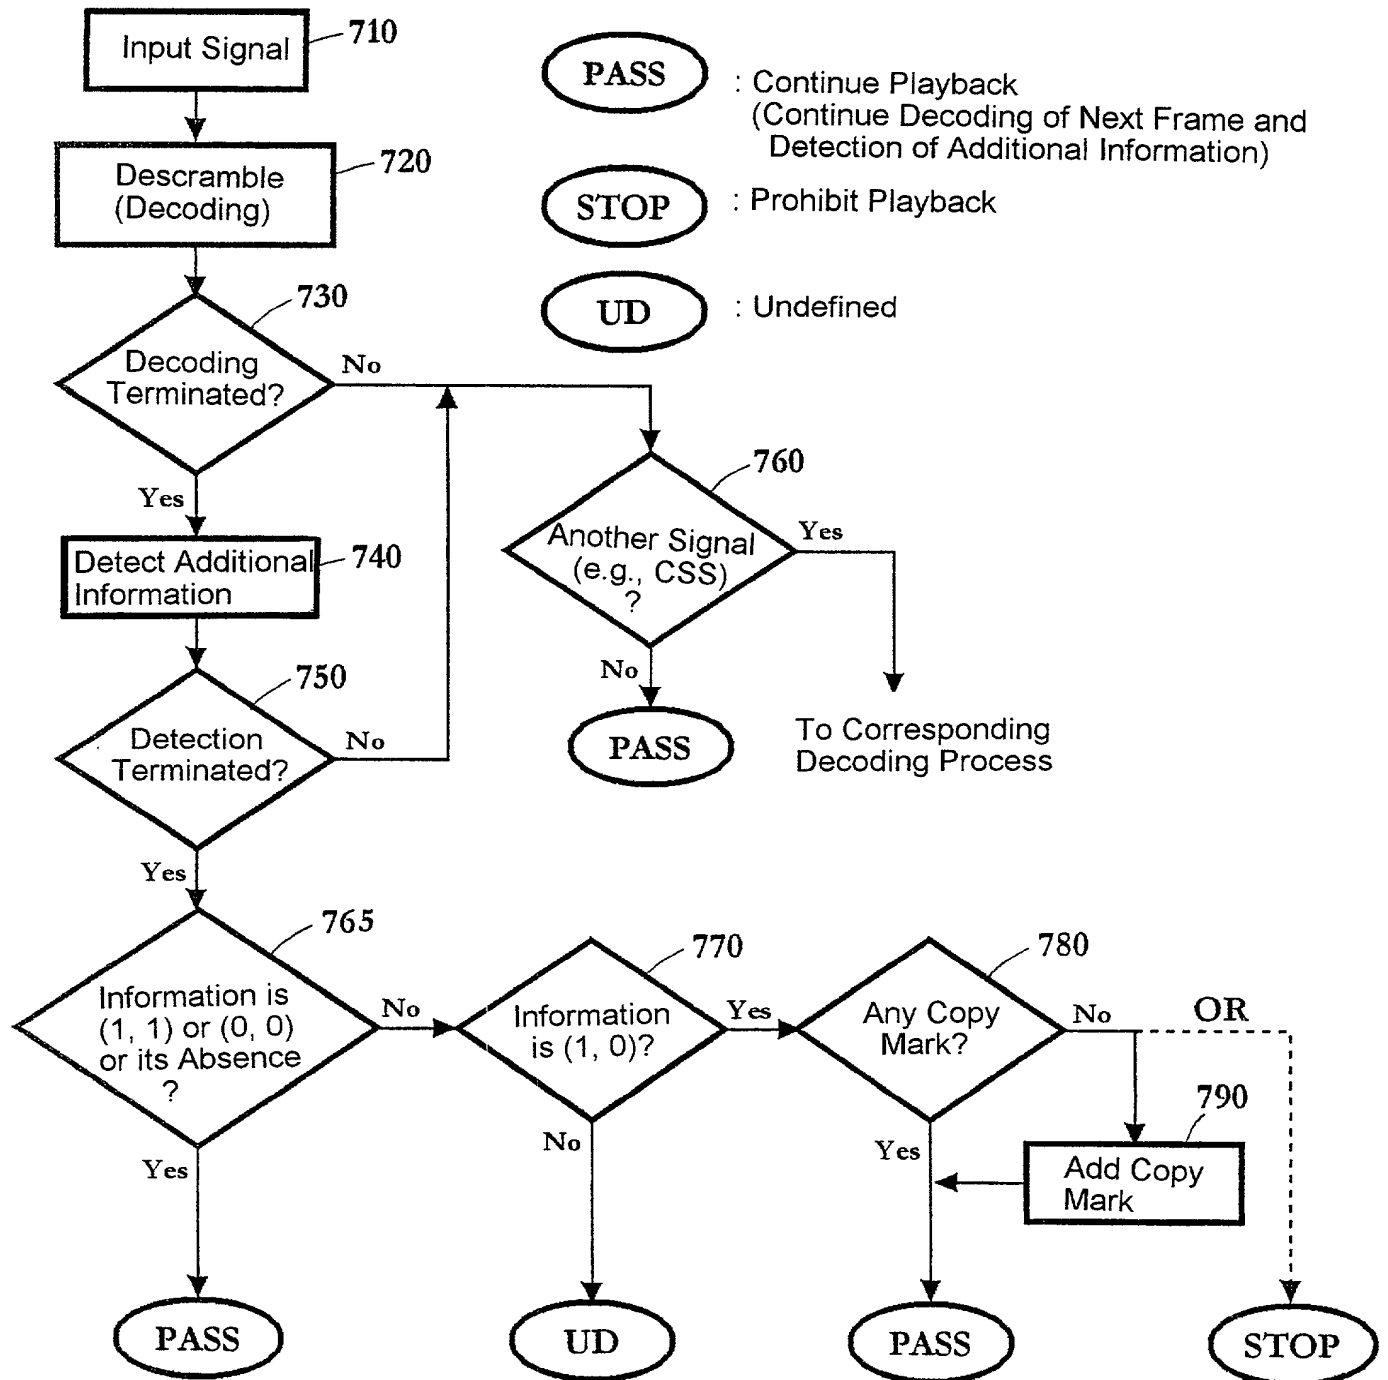 Input Signal
710
Descramble
(Decoding)
720
PASS
: Continue Playback
(Continue Decoding of Next Frame and
Detection of Additional Information)
STOP
: Prohibit Playback
UD
: Undefined
730
Decoding
Terminated?
No
Yes
Detect Additional
Information
740
760
Another Signal
(e.g., CSS)
?
Yes
No
PASS
To Corresponding
Decoding Process
750
Detection
Terminated?
No
Yes
765
Information is
(1, 1) or (0, 0)
or its Absence
?
No
Yes
PASS
770
Information
is (1, 0)?
Yes
No
UD
780
Any Copy
Mark?
No
OR
Yes
790
Add Copy
Mark
PASS
STOP